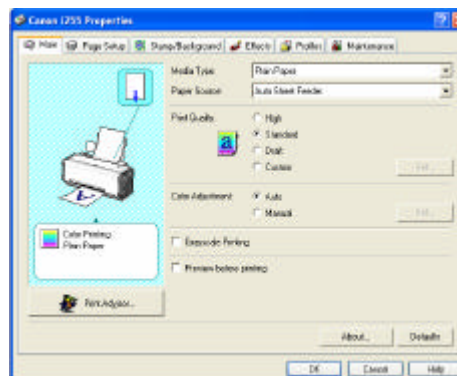 Canon i255 Properties
Main Page Setup Stamp/Background Effects Profiles Maintenance
Media Type: Plain Paper
Paper Source: Auto Sheet Feeder
Print Quality: High
Standard
Draft
Custom Set...
Color Adjustment: Auto
Manual Set...
Color Printing
Plain Paper
Grayscale Printing
Preview before printing
Print Advisor...
About... Defaults
OK Cancel Help